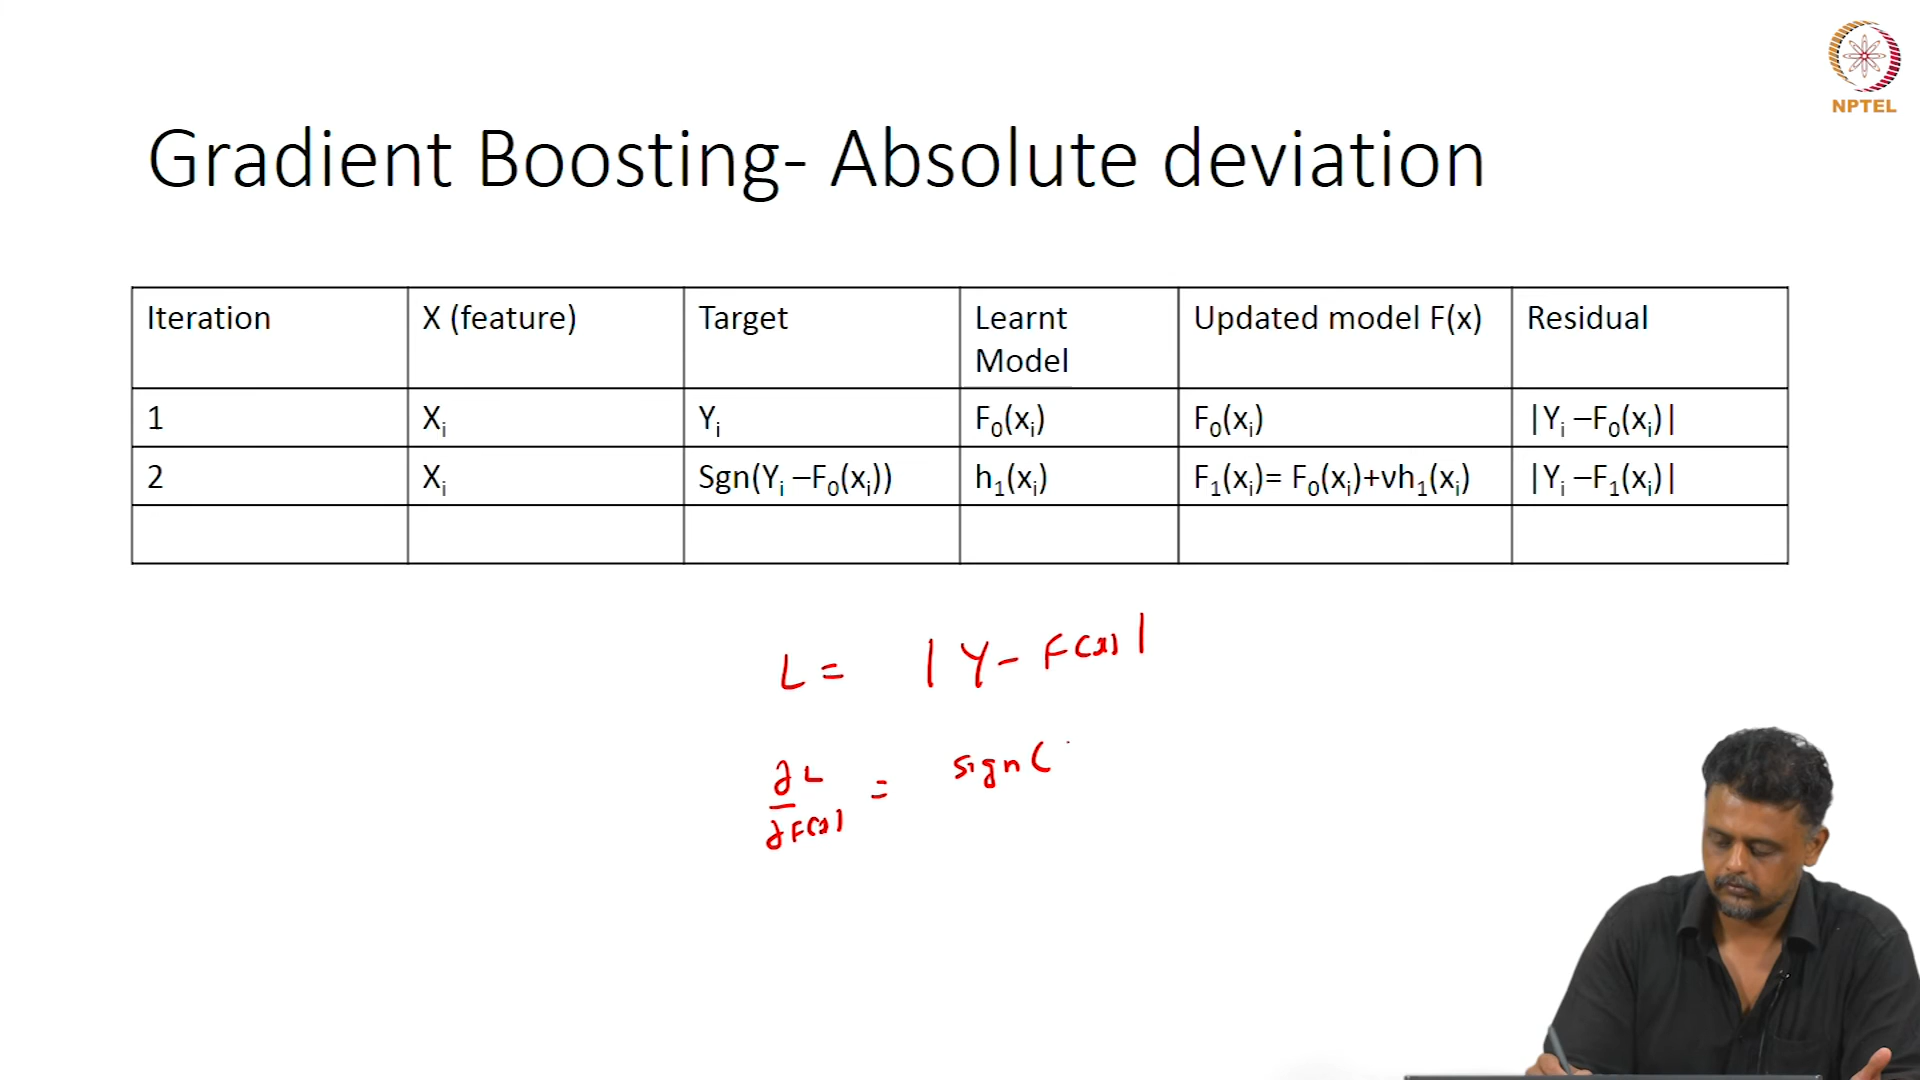 NPTEL
Gradient Boosting- Absolute deviation
Iteration X (feature) Target Learnt Model Updated model F(x) Residual
1 Xᵢ Yᵢ F₀(xᵢ) F₀(xᵢ) |Yᵢ –F₀(xᵢ)|
2 Xᵢ Sgn(Yᵢ –F₀(xᵢ)) h₁(xᵢ) F₁(xᵢ)= F₀(xᵢ)+νh₁(xᵢ) |Yᵢ –F₁(xᵢ)|
L = | Y - F(x) |
∂L/∂F(x) = sign(